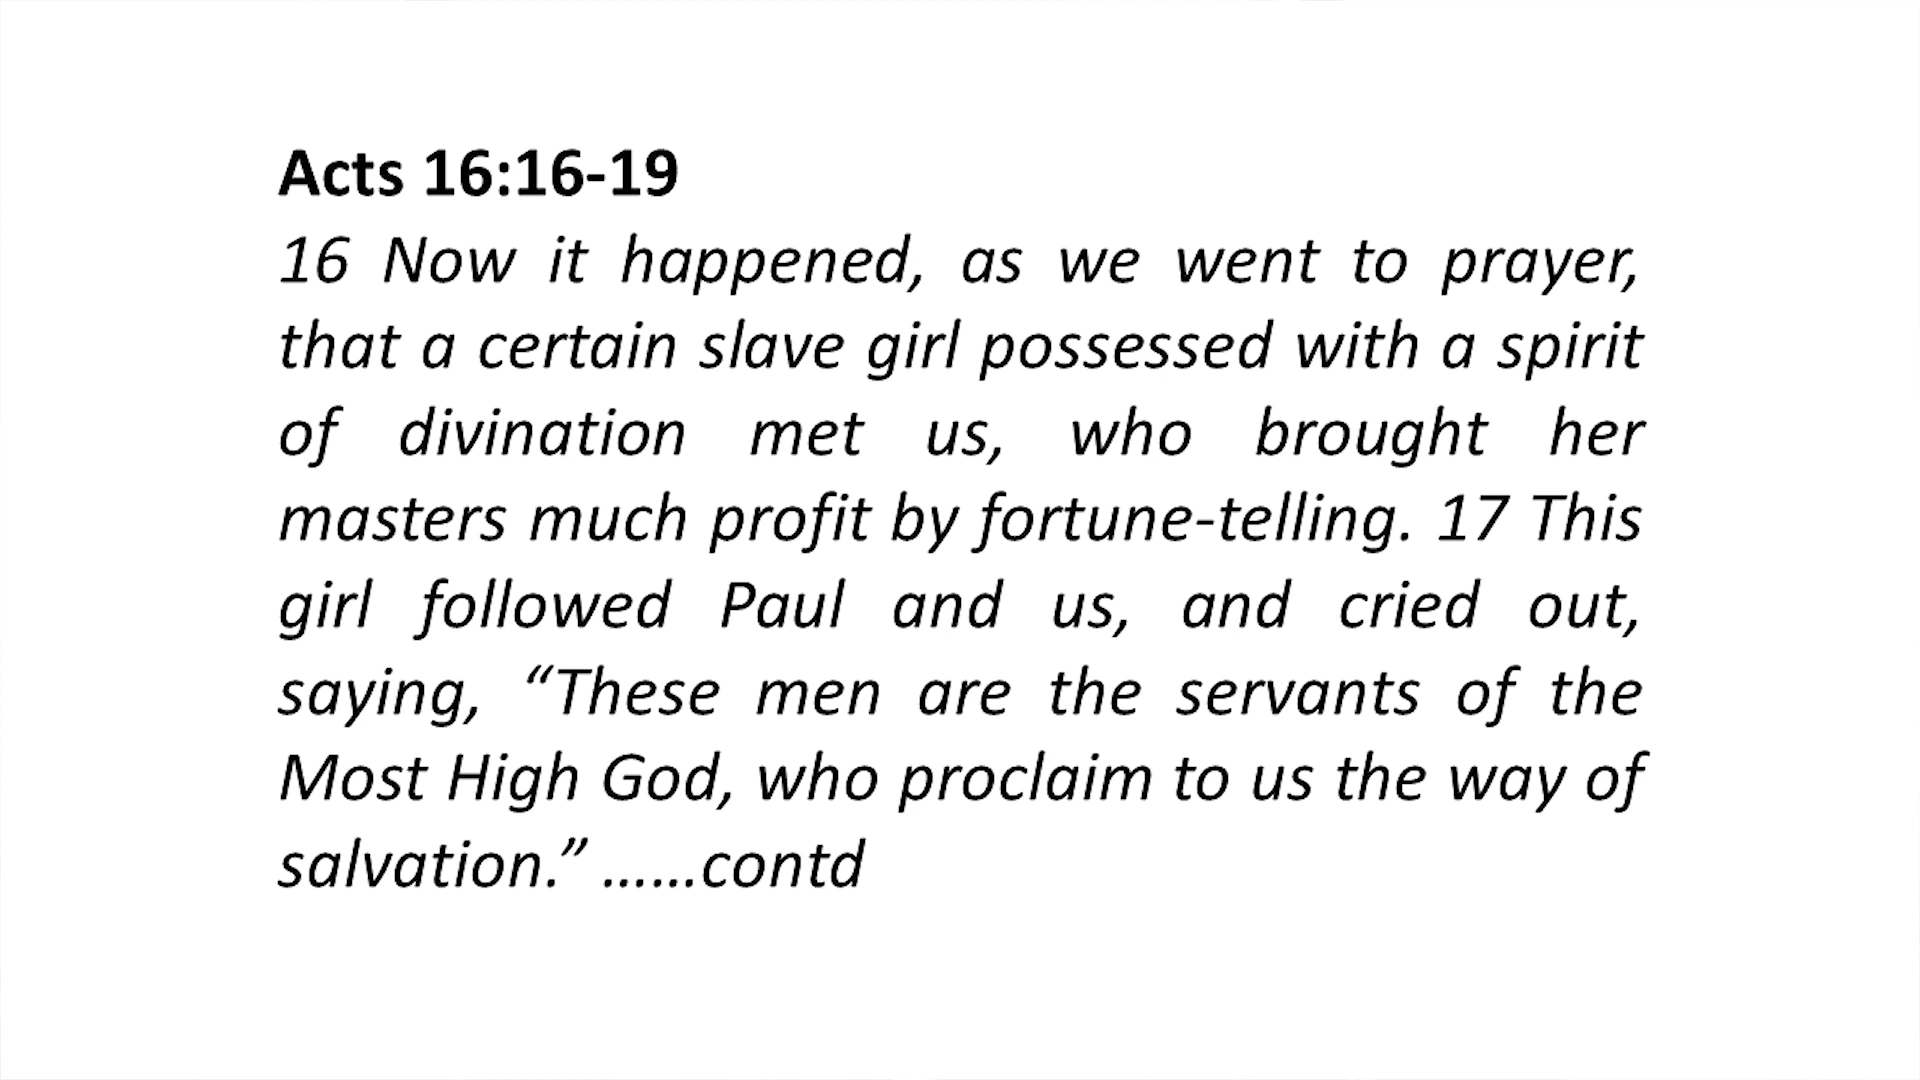 Acts 16:16-19
16 Now it happened, as we went to prayer,
that a certain slave girl possessed with a spirit
of divination met us, who brought her
masters much profit by fortune-telling. 17 This
girl followed Paul and us, and cried out,
saying, “These men are the servants of the
Most High God, who proclaim to us the way of
salvation.” ……contd